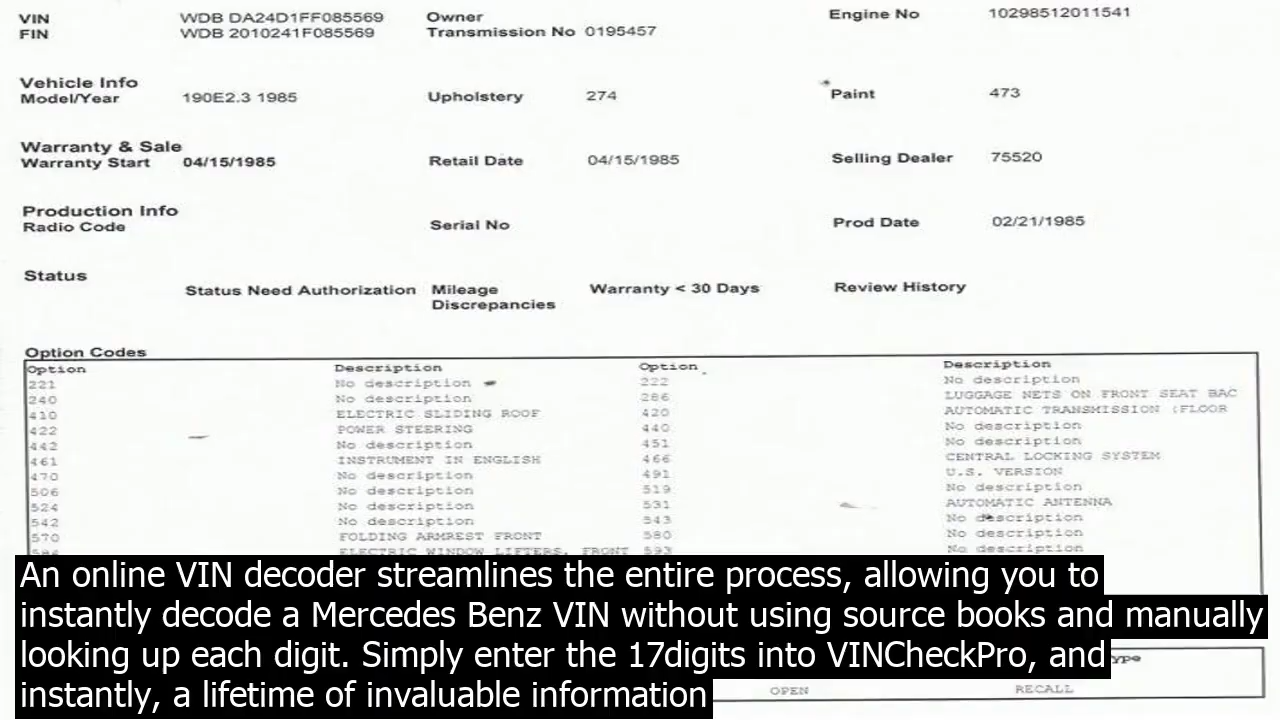 VIN WDB DA24D1FF085569 Owner Engine No 10298512011541
FIN WDB 2010241F085569 Transmission No 0195457
Vehicle Info
Model/Year 190E2.3 1985 Upholstery 274 Paint 473
Warranty & Sale
Warranty Start 04/15/1985 Retail Date 04/15/1985 Selling Dealer 75520
Production Info
Radio Code Serial No Prod Date 02/21/1985
Status
Status Need Authorization Mileage Warranty < 30 Days Review History
Discrepancies
Option Codes
Option Description Option Description
221 No description 222 No description
240 No description 286 LUGGAGE NETS ON FRONT SEAT BAC
410 ELECTRIC SLIDING ROOF 420 AUTOMATIC TRANSMISSION (FLOOR
422 POWER STEERING 440 No description
442 No description 451 No description
461 INSTRUMENT IN ENGLISH 466 CENTRAL LOCKING SYSTEM
470 No description 491 U.S. VERSION
506 No description 519 No description
524 No description 531 AUTOMATIC ANTENNA
542 No description 543 No description
570 FOLDING ARMREST FRONT 580 No description
584 ELECTRIC WINDOW LIFTERS, FRONT 593 No description
An online VIN decoder streamlines the entire process, allowing you to
instantly decode a Mercedes Benz VIN without using source books and manually
looking up each digit. Simply enter the 17digits into VINCheckPro, and
instantly, a lifetime of invaluable information
OPEN RECALL